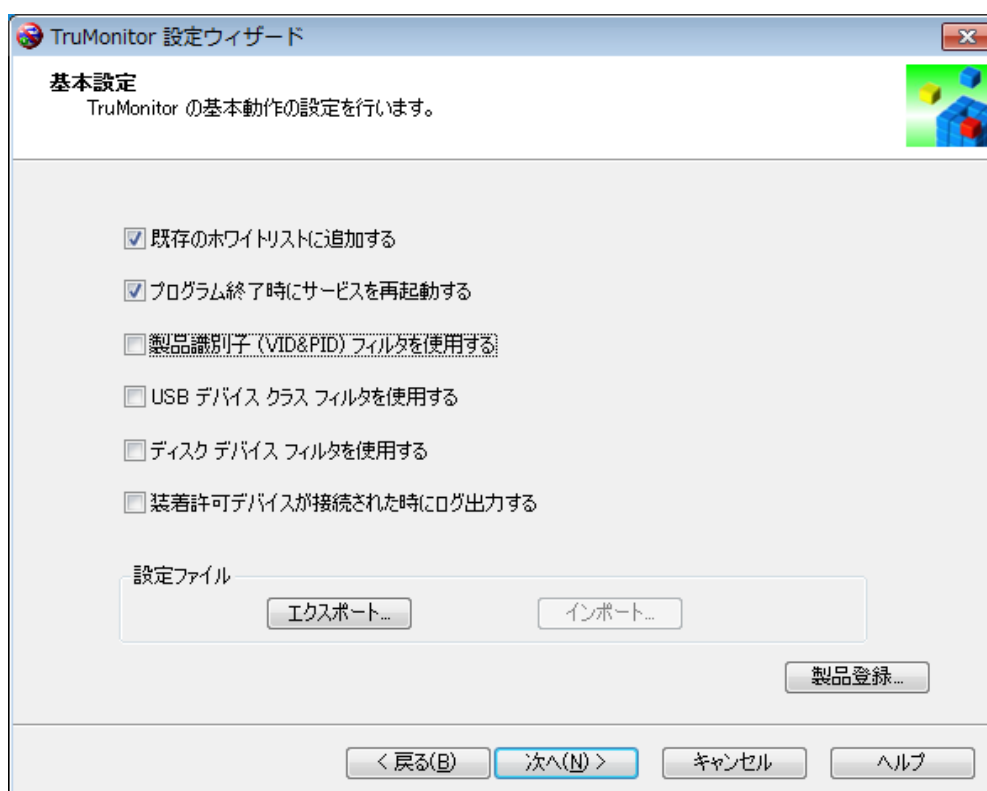 TruMonitor 設定ウィザード
基本設定
TruMonitor の基本動作の設定を行います。
既存のホワイトリストに追加する
プログラム終了時にサービスを再起動する
製品識別子 (VID&PID) フィルタを使用する
USB デバイス クラス フィルタを使用する
ディスク デバイス フィルタを使用する
装着許可デバイスが接続された時にログ出力する
設定ファイル
エクスポート... インポート...
製品登録...
< 戻る(B) 次へ(N) > キャンセル ヘルプ